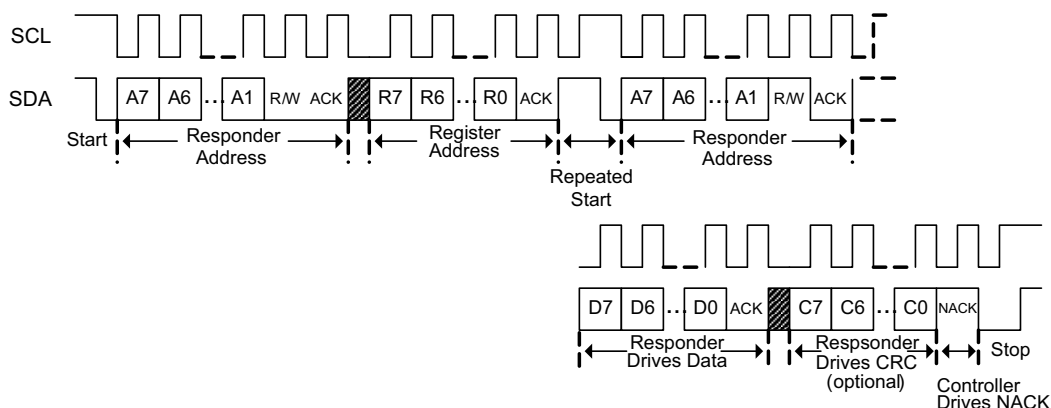 SCL
SDA
A7 A6 ... A1 R/W ACK R7 R6 ... R0 ACK A7 A6 ... A1 R/W ACK
Start
Responder
Address
Register
Address
Repeated
Start
Responder
Address
D7 D6 ... D0 ACK C7 C6 ... C0 NACK
Responder
Drives Data
Respsonder
Drives CRC
(optional)
Stop
Controller
Drives NACK